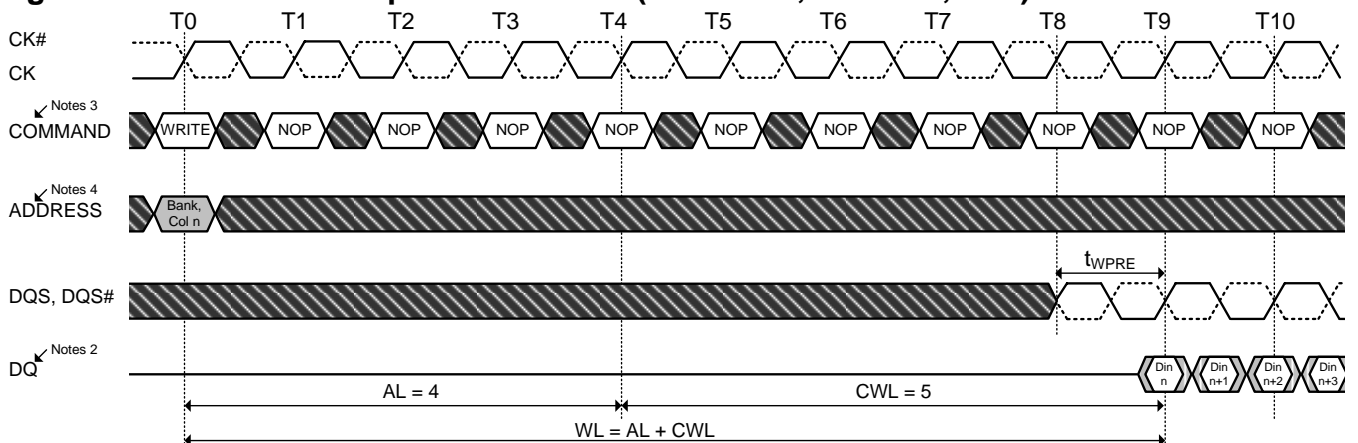 T0 T1 T2 T3 T4 T5 T6 T7 T8 T9 T10
CK#
CK
Notes 3
COMMAND WRITE NOP NOP NOP NOP NOP NOP NOP NOP NOP NOP
Notes 4
ADDRESS Bank,
Col n
tWPRE
DQS, DQS#
Notes 2
DQ Din
n Din
n+1 Din
n+2 Din
n+3
AL = 4 CWL = 5
WL = AL + CWL